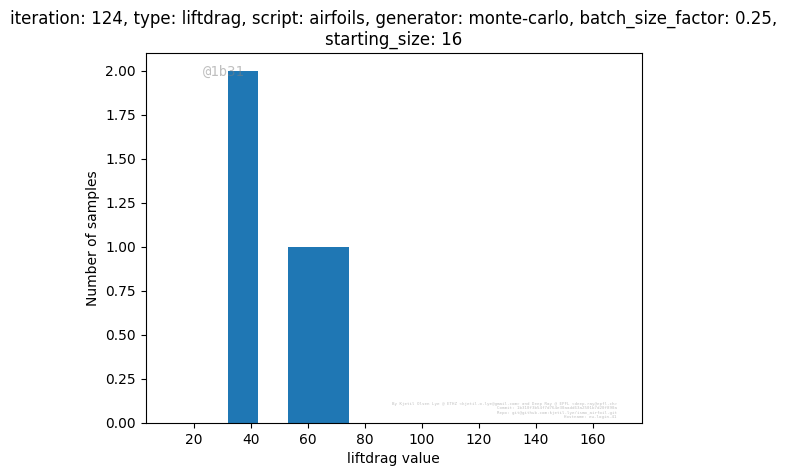 iteration: 124, type: liftdrag, script: airfoils, generator: monte-carlo, batch_size_factor: 0.25,
starting_size: 16
@1b31
2.00
1.75
1.50
1.25
1.00
0.75
0.50
0.25
0.00
Number of samples
20 40 60 80 100 120 140 160
liftdrag value